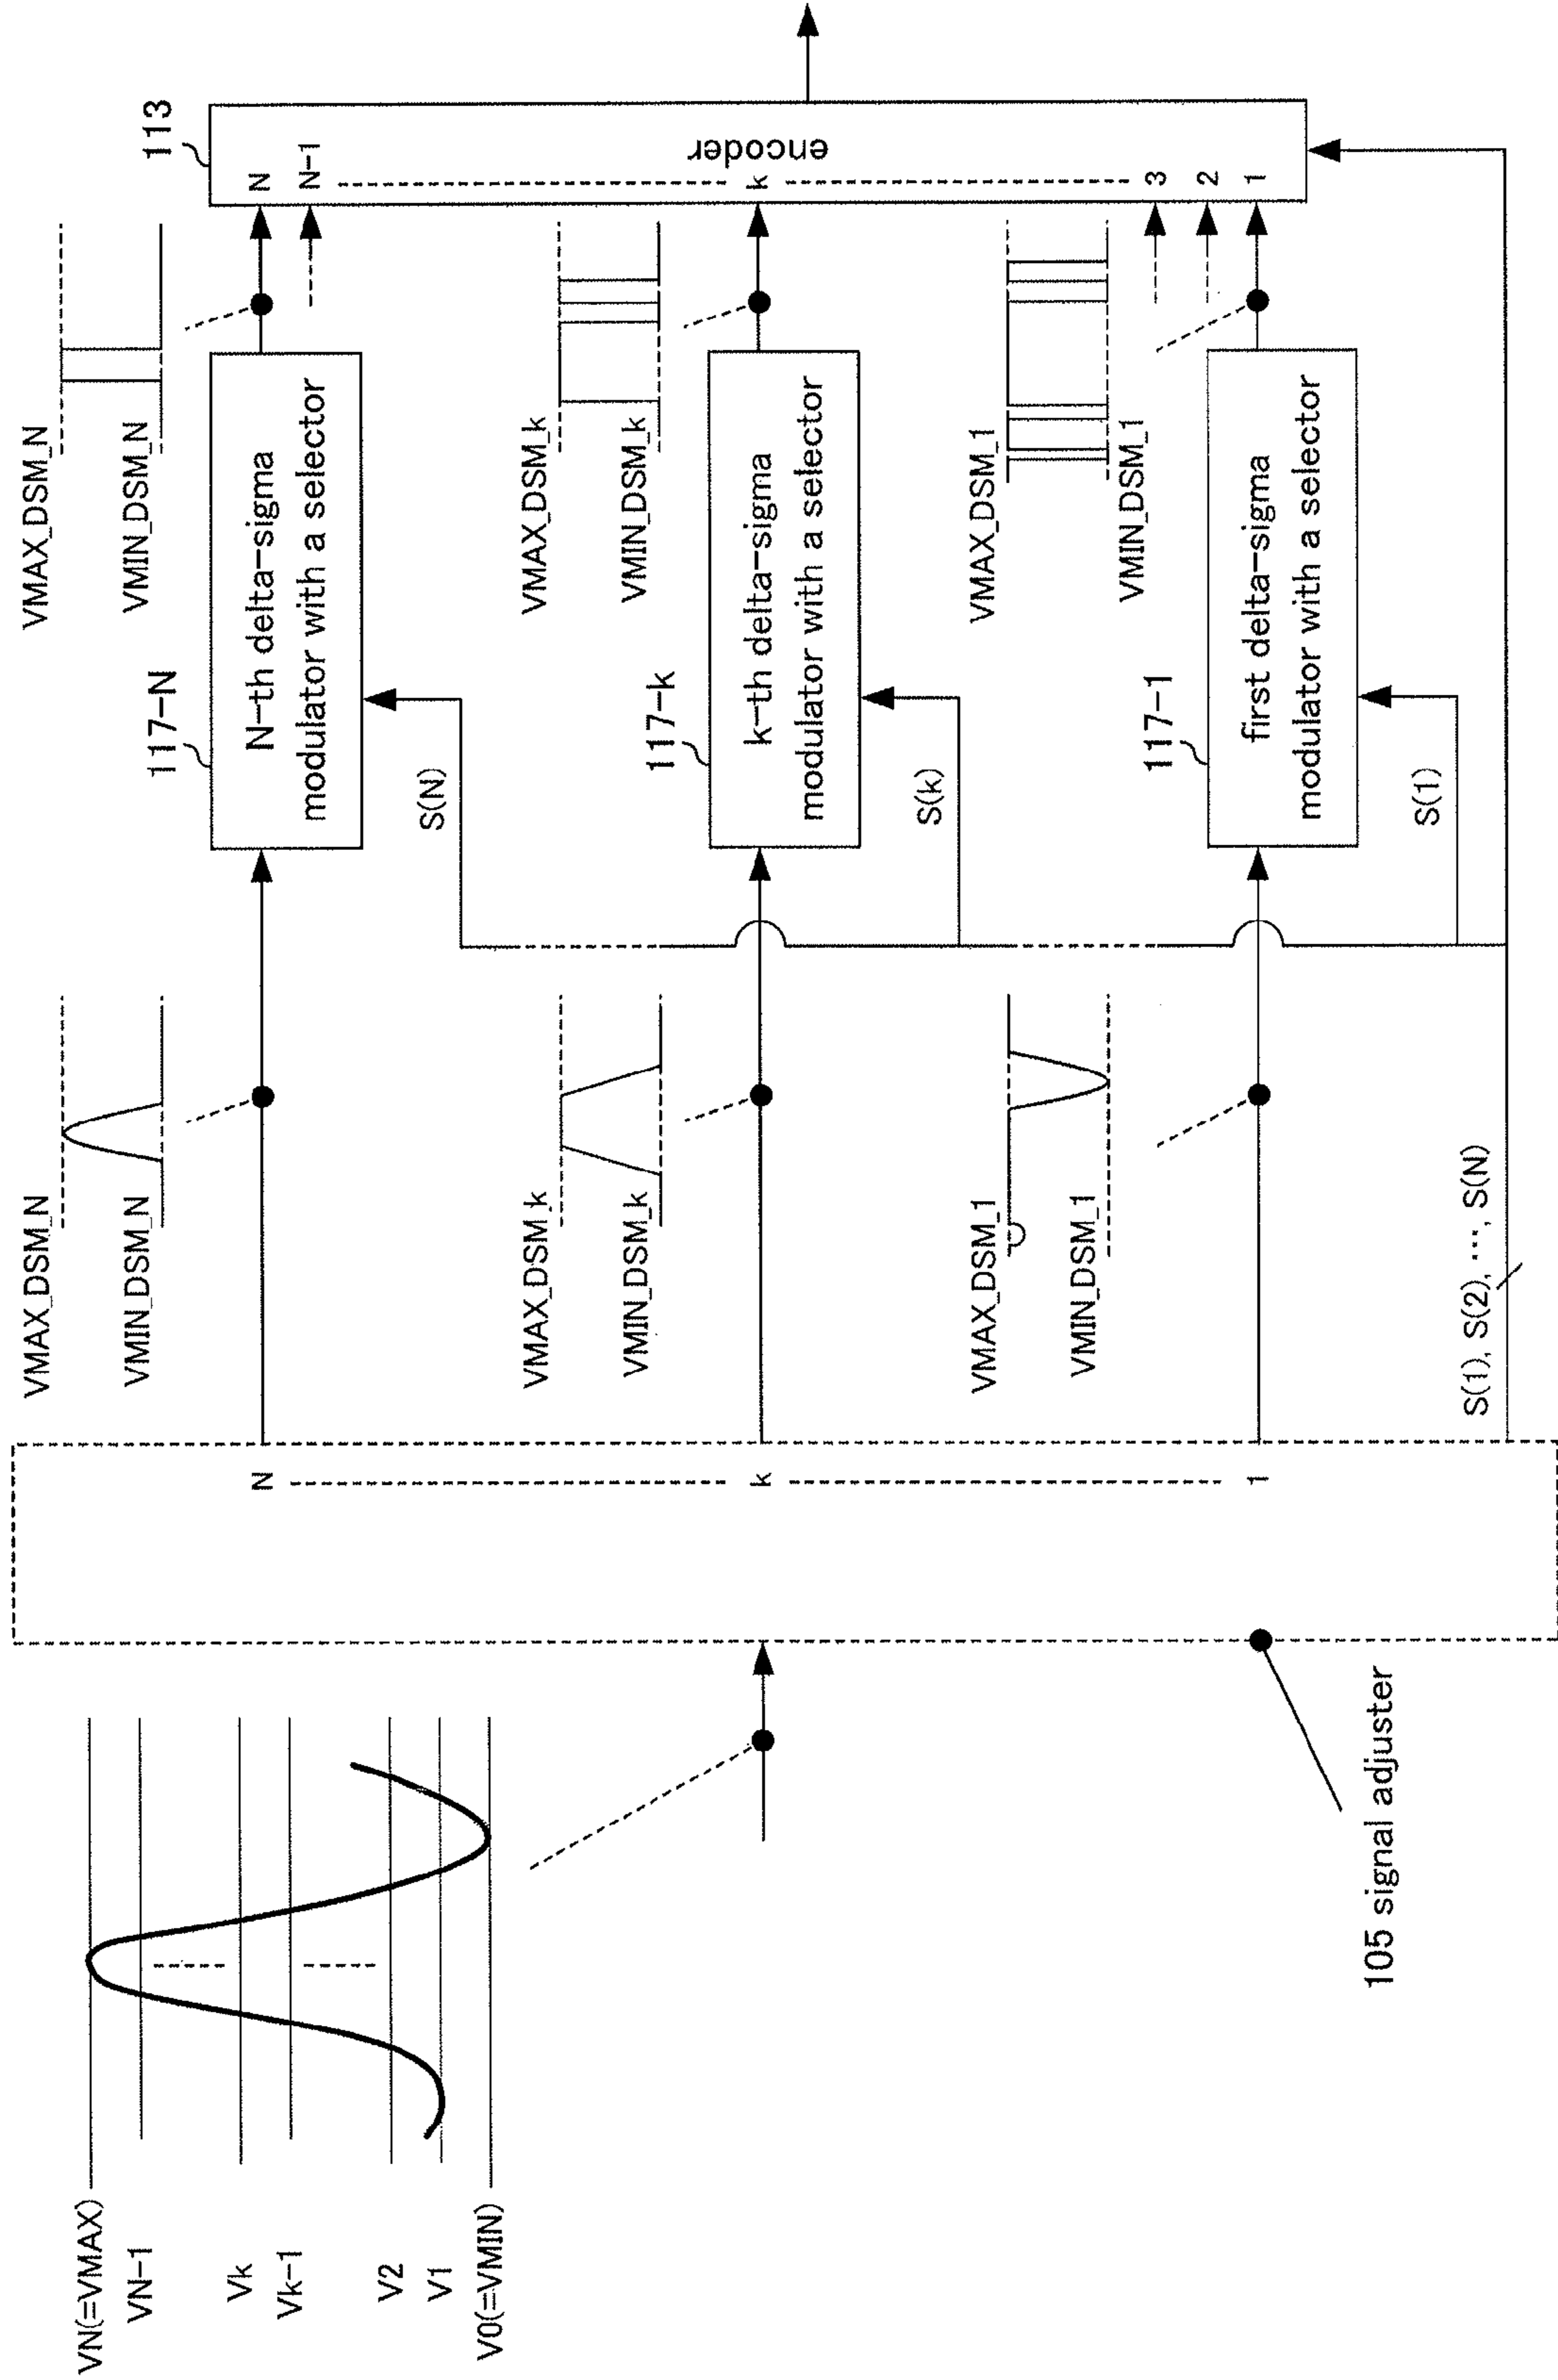 VN(=VMAX)
VN-1
Vk
Vk-1
V2
V1
V0(=VMIN)
105 signal adjuster
N
k
1
S(1), S(2), ···, S(N)
VMAX_DSM_N
VMIN_DSM_N
VMAX_DSM_k
VMIN_DSM_k
VMAX_DSM_1
VMIN_DSM_1
117-N
N-th delta-sigma
modulator with a selector
S(N)
117-k
k-th delta-sigma
modulator with a selector
S(k)
117-1
first delta-sigma
modulator with a selector
S(1)
VMAX_DSM_N
VMIN_DSM_N
VMAX_DSM_k
VMIN_DSM_k
VMAX_DSM_1
VMIN_DSM_1
113
N
N-1
k
3
2
1
encoder